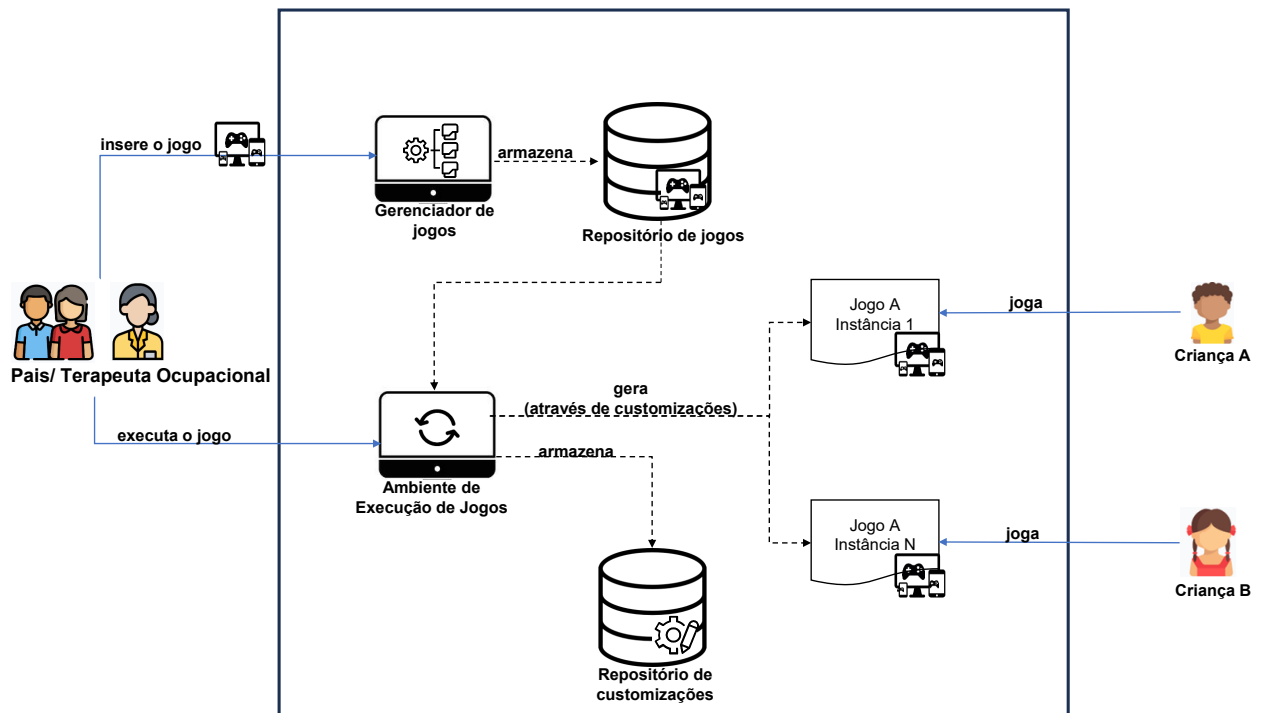 insere o jogo
armazena
Gerenciador de
jogos
Repositório de jogos
Jogo A
Instância 1
joga
Criança A
Pais/ Terapeuta Ocupacional
gera
(através de customizações)
executa o jogo
armazena
Ambiente de
Execução de Jogos
Jogo A
Instância N
joga
Criança B
Repositório de
customizações